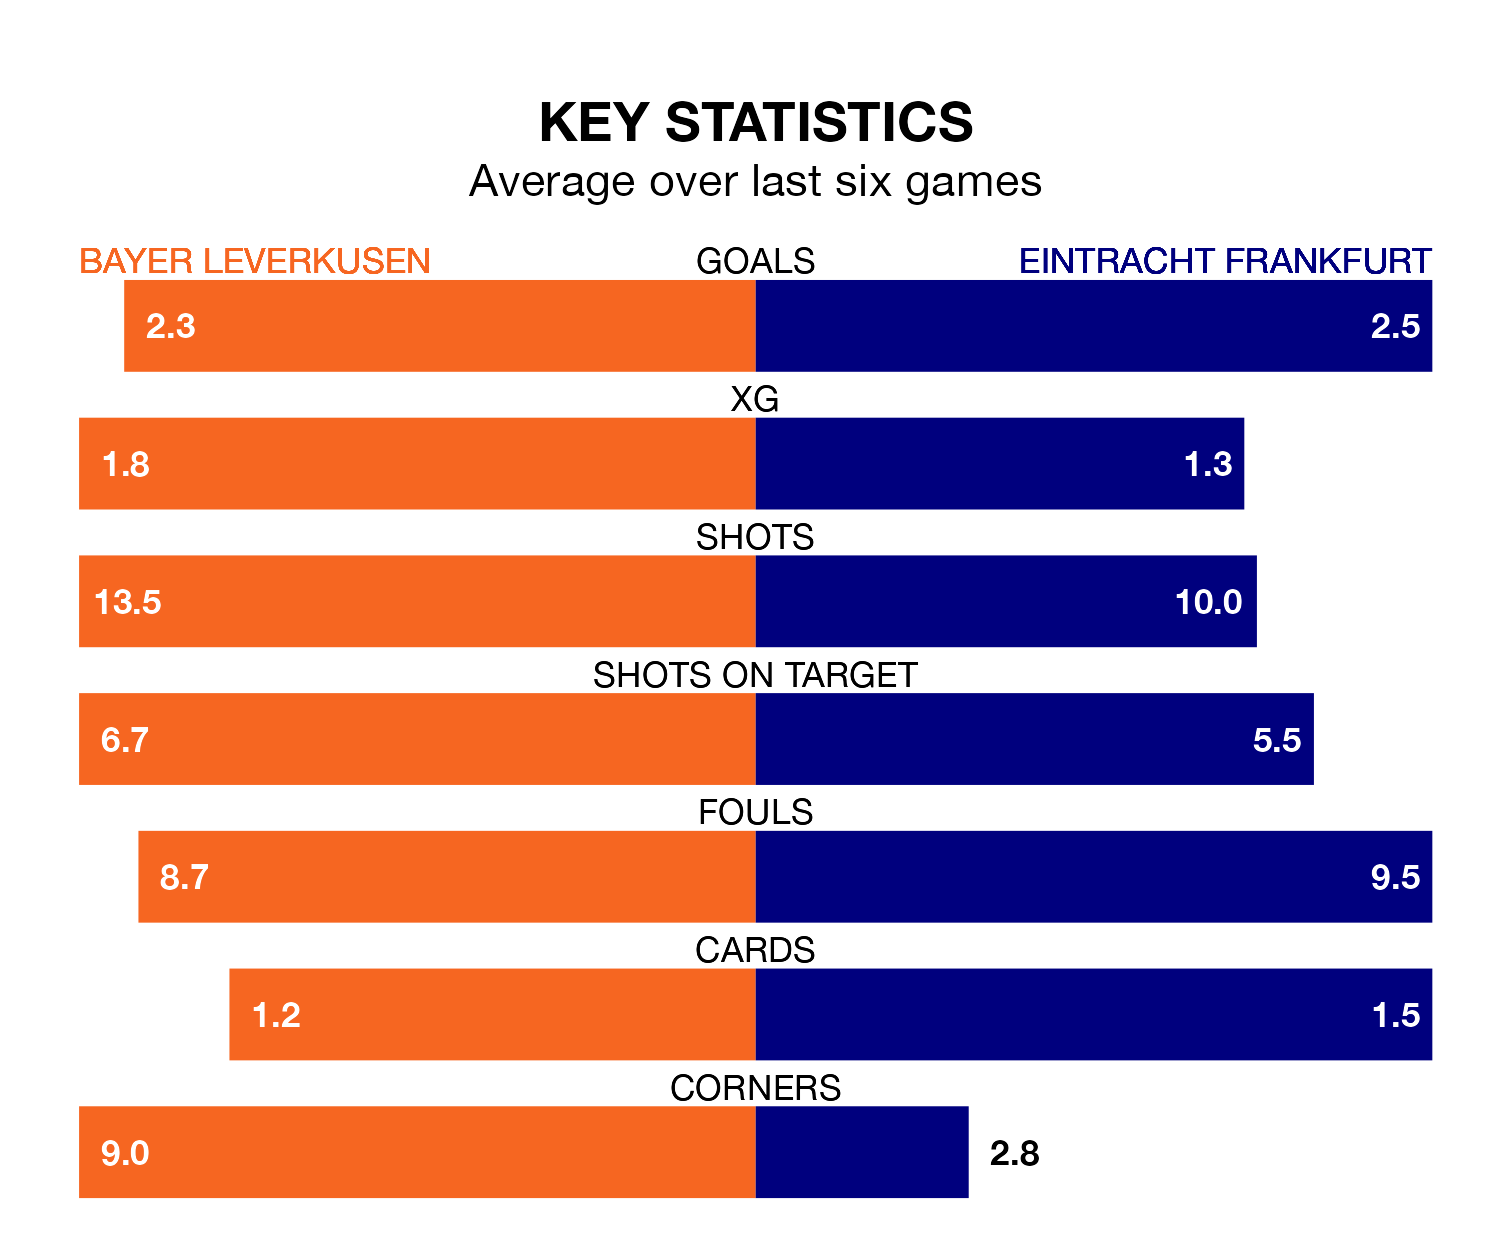 KEY STATISTICS
Average over last six games
BAYER LEVERKUSEN GOALS EINTRACHT FRANKFURT
2.3 2.5
XG
1.8 1.3
SHOTS
13.5 10.0
SHOTS ON TARGET
6.7 5.5
FOULS
8.7 9.5
CARDS
1.2 1.5
CORNERS
9.0 2.8